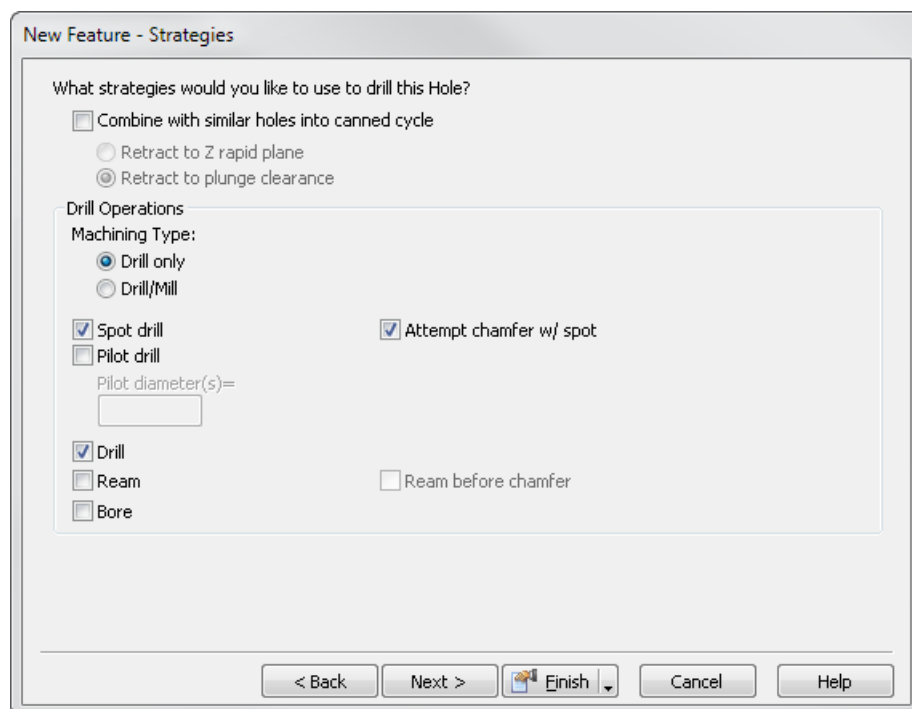 New Feature - Strategies
What strategies would you like to use to drill this Hole?
Combine with similar holes into canned cycle
Retract to Z rapid plane
Retract to plunge clearance
Drill Operations
Machining Type:
Drill only
Drill/Mill
Spot drill
Attempt chamfer w/ spot
Pilot drill
Pilot diameter(s)=
Drill
Ream
Ream before chamfer
Bore
< Back
Next >
Finish
Cancel
Help